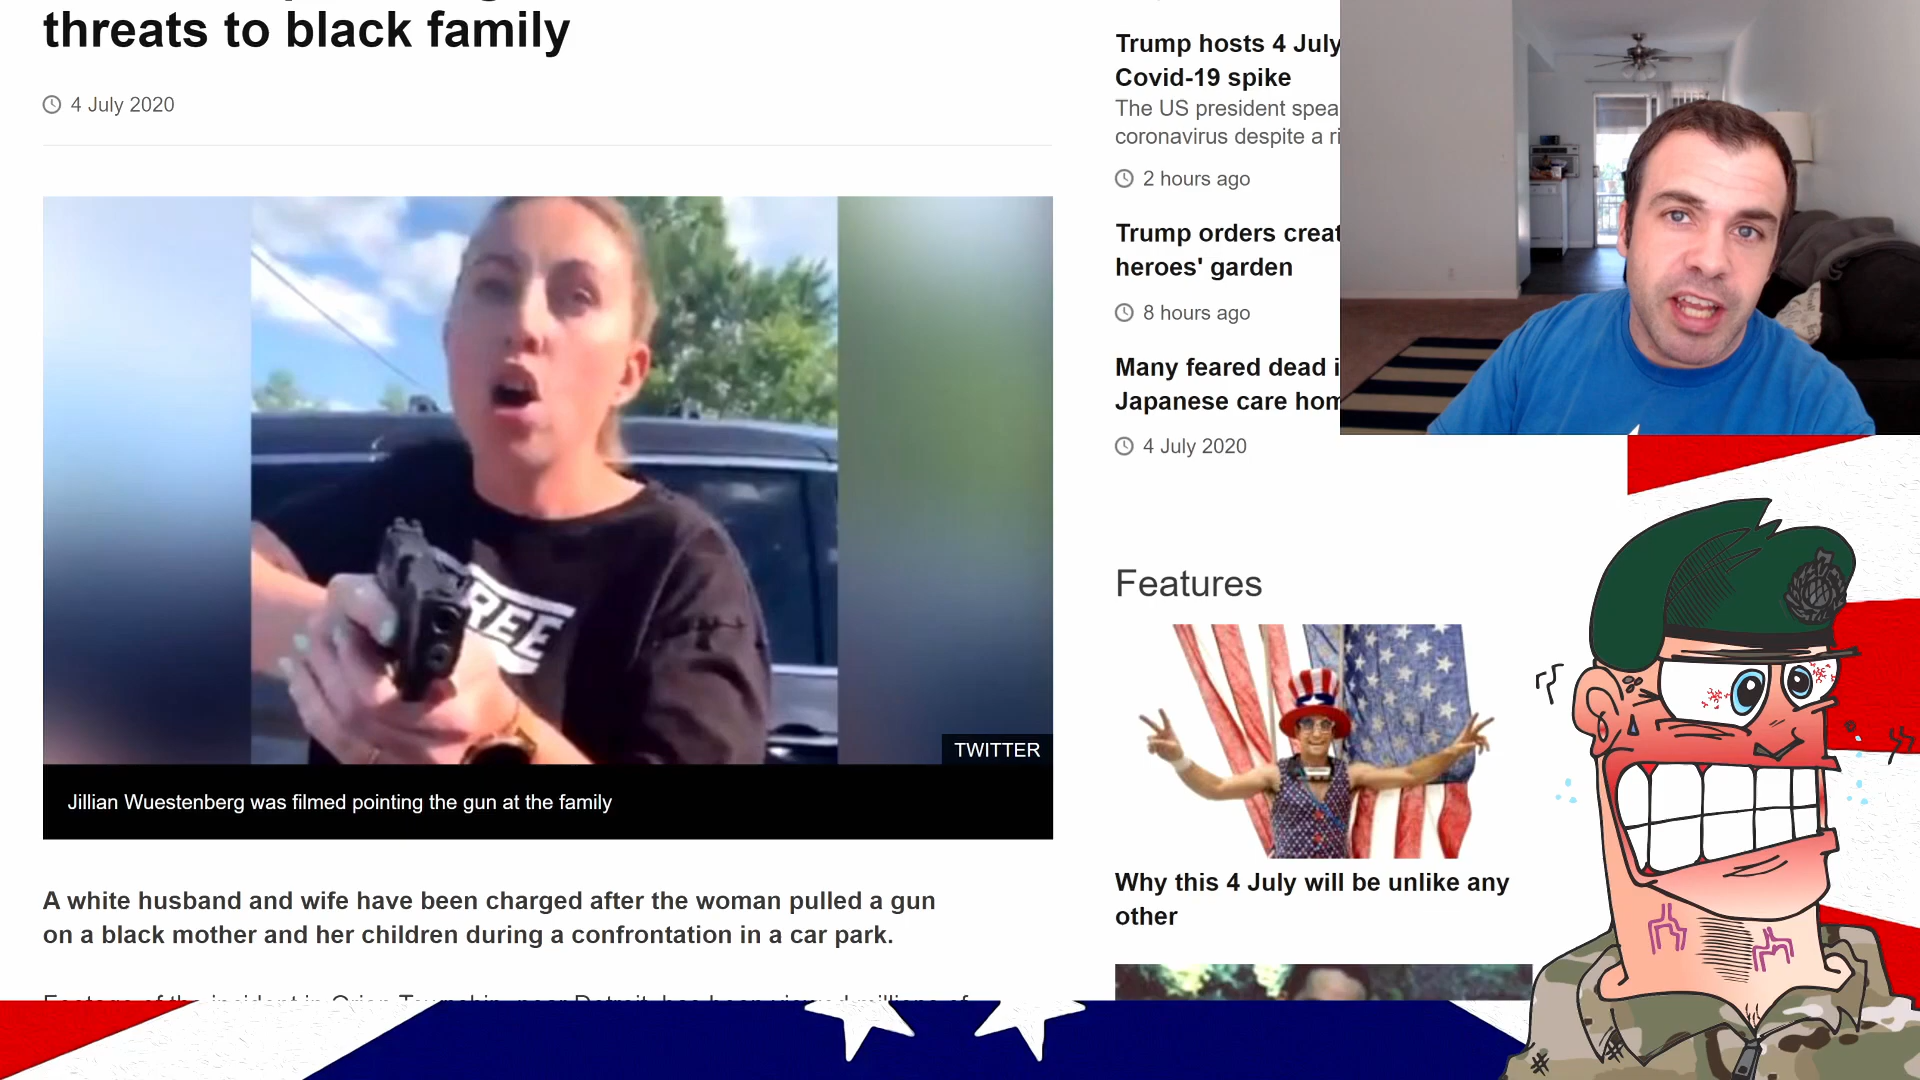 threats to black family
4 July 2020
TWITTER
REE
Jillian Wuestenberg was filmed pointing the gun at the family
A white husband and wife have been charged after the woman pulled a gun
on a black mother and her children during a confrontation in a car park.
Trump hosts 4 July
Covid-19 spike
The US president spea
coronavirus despite a ri
2 hours ago
Trump orders creat
heroes' garden
8 hours ago
Many feared dead i
Japanese care hom
4 July 2020
Features
Why this 4 July will be unlike any
other